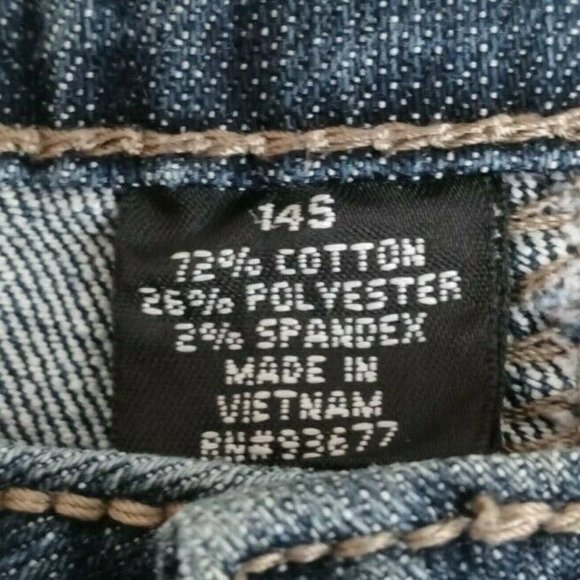 14S
72% COTTON
26% POLYESTER
2% SPANDEX
MADE IN
VIETNAM
RN#93677